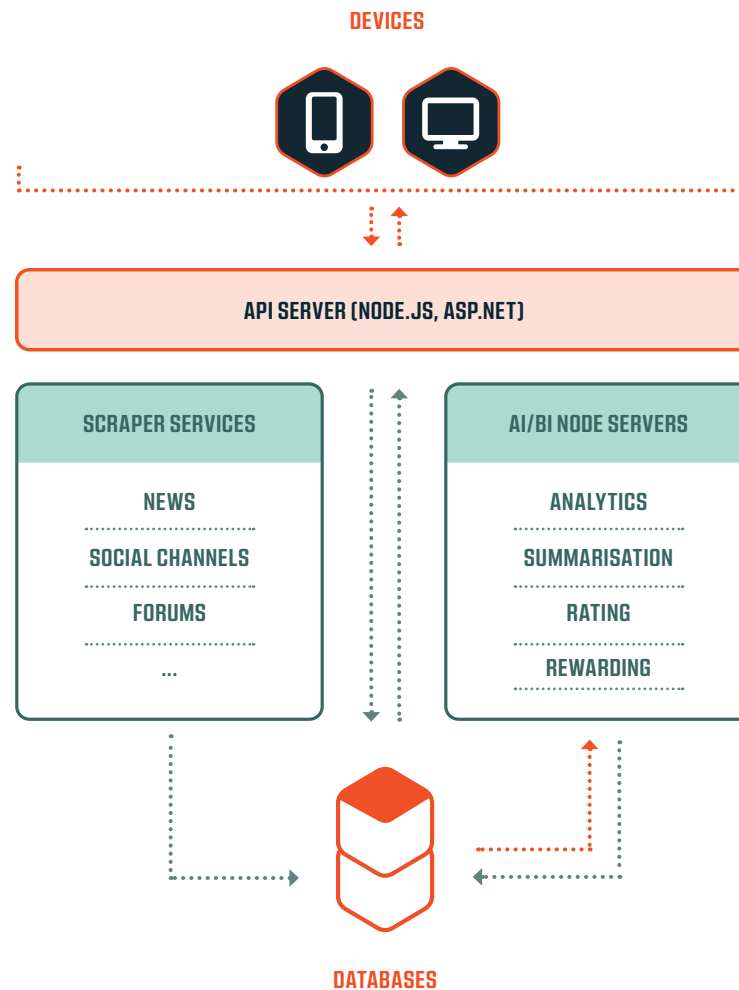 DEVICES
API SERVER (NODE.JS, ASP.NET)
SCRAPER SERVICES
NEWS
SOCIAL CHANNELS
FORUMS
...
AI/BI NODE SERVERS
ANALYTICS
SUMMARISATION
RATING
REWARDING
DATABASES